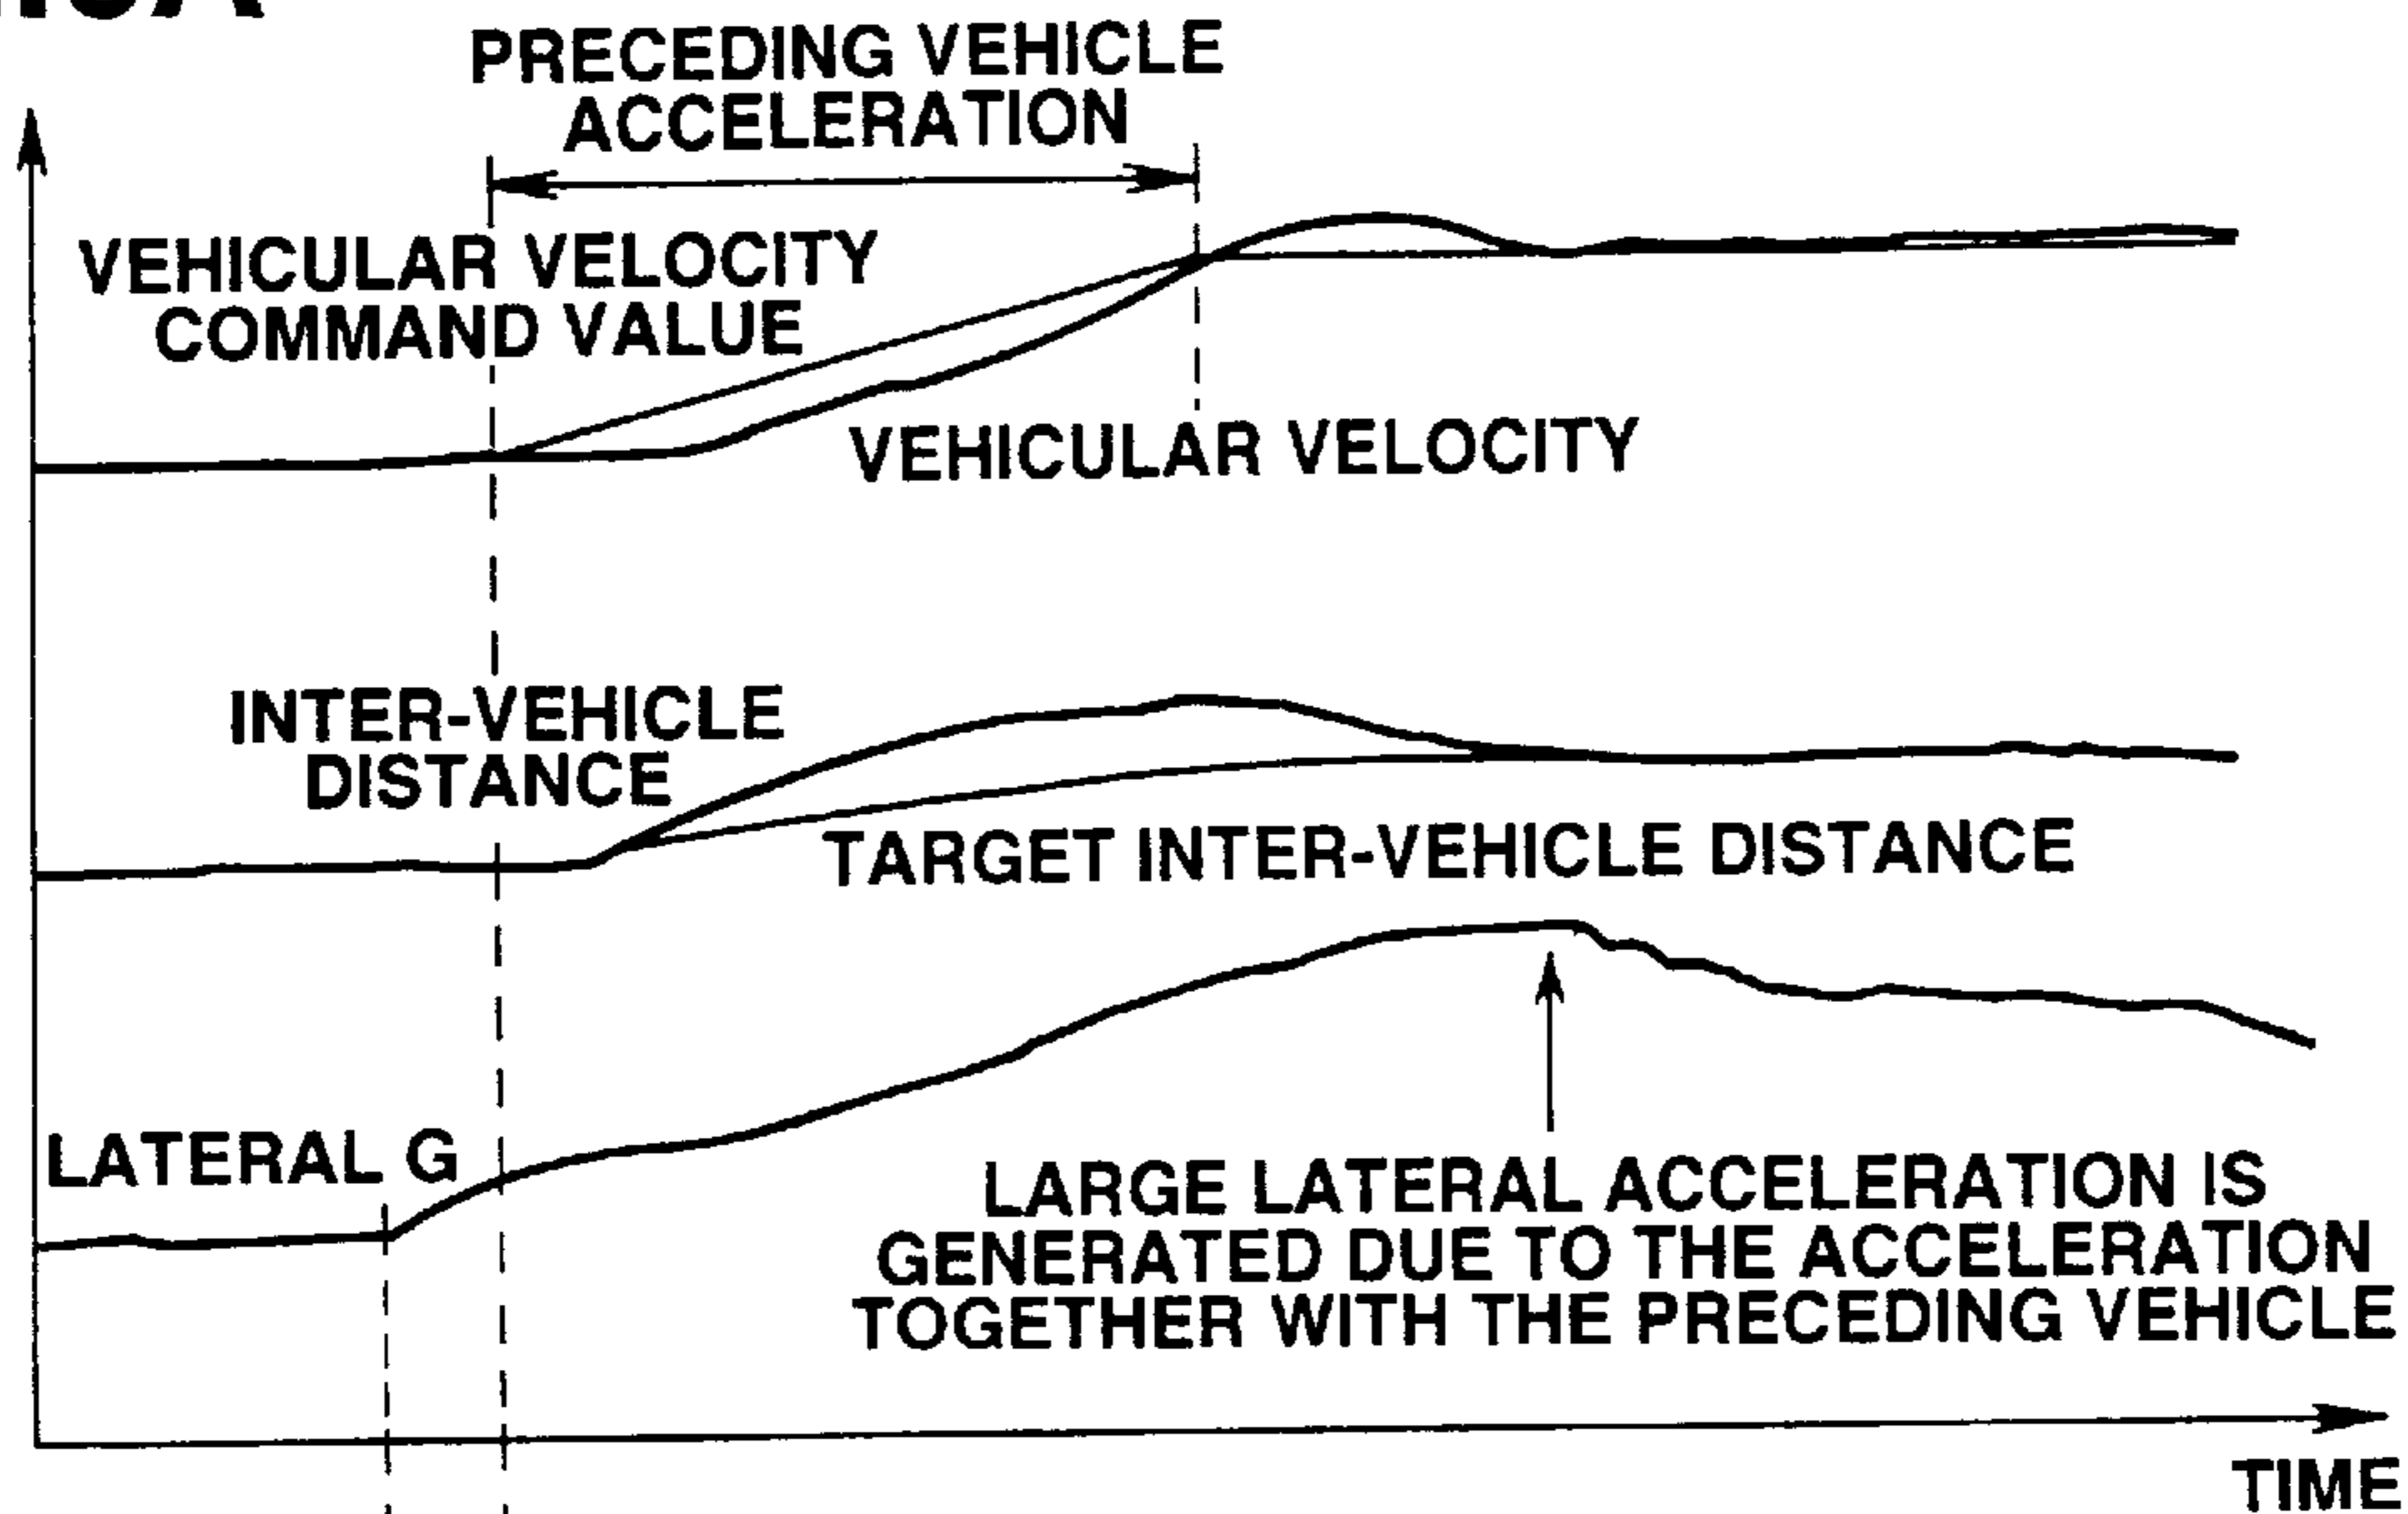 PRECEDING VEHICLE
ACCELERATION
VEHICULAR VELOCITY
COMMAND VALUE
VEHICULAR VELOCITY
INTER-VEHICLE
DISTANCE
TARGET INTER-VEHICLE DISTANCE
LATERAL G
LARGE LATERAL ACCELERATION IS
GENERATED DUE TO THE ACCELERATION
TOGETHER WITH THE PRECEDING VEHICLE
TIME